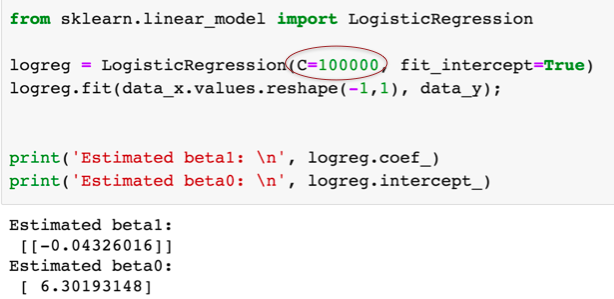 from sklearn.linear_model import LogisticRegression
logreg = LogisticRegression(C=100000, fit_intercept=True)
logreg.fit(data_x.values.reshape(-1,1), data_y);
print('Estimated beta1: \n', logreg.coef_)
print('Estimated beta0: \n', logreg.intercept_)
Estimated beta1:
[[-0.04326016]]
Estimated beta0:
[ 6.30193148]